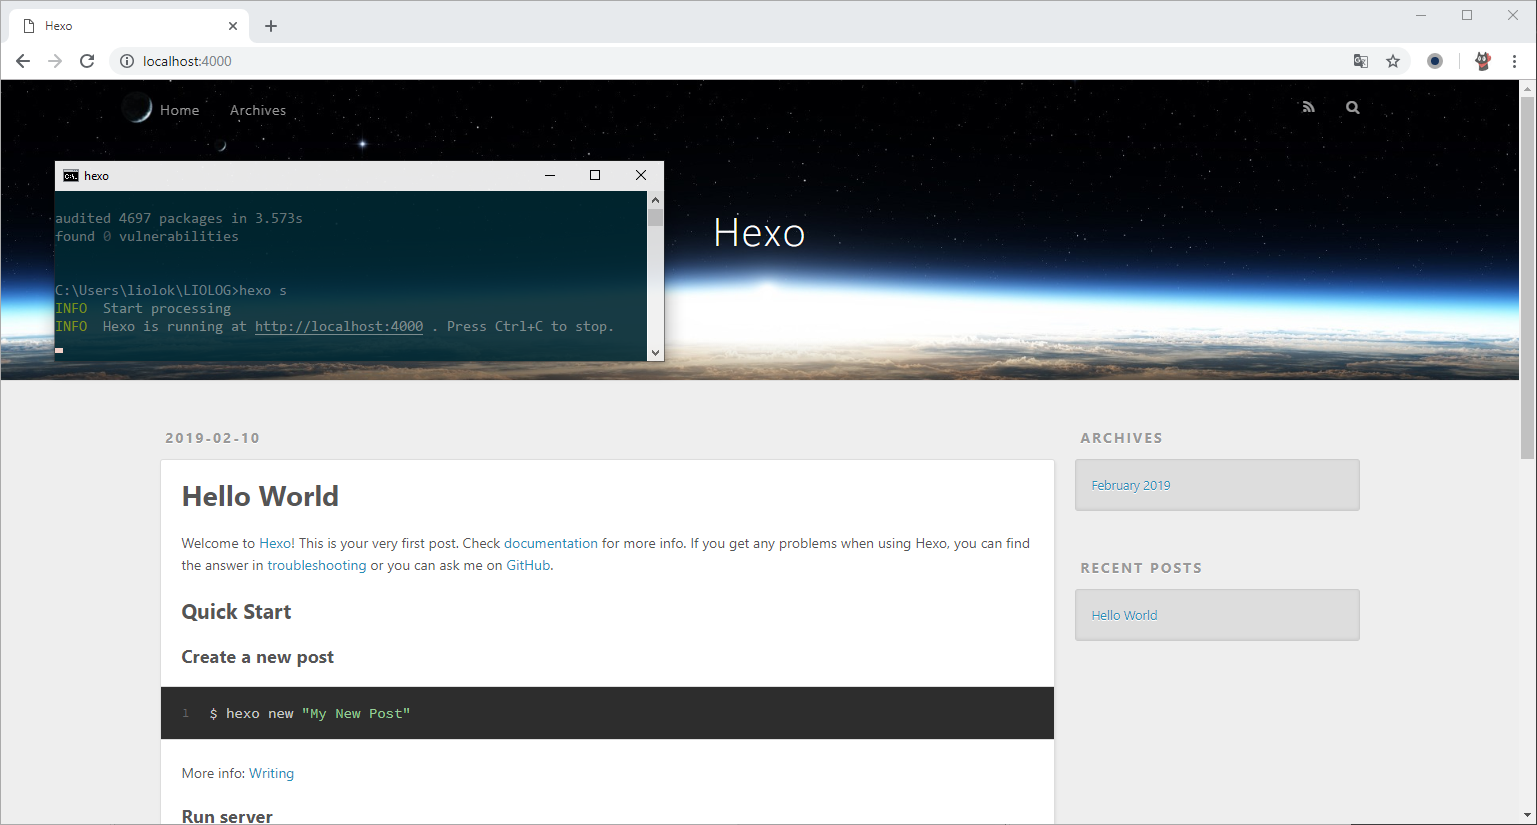 Hexo
localhost:4000
Home Archives
C:\. hexo
audited 4697 packages in 3.573s
found 0 vulnerabilities
C:\Users\liolok\LIOLOG>hexo s
INFO Start processing
INFO Hexo is running at http://localhost:4000 . Press Ctrl+C to stop.
Hexo
2019-02-10
Hello World
Welcome to Hexo! This is your very first post. Check documentation for more info. If you get any problems when using Hexo, you can find
the answer in troubleshooting or you can ask me on GitHub.
Quick Start
Create a new post
1 $ hexo new "My New Post"
More info: Writing
Run server
ARCHIVES
February 2019
RECENT POSTS
Hello World